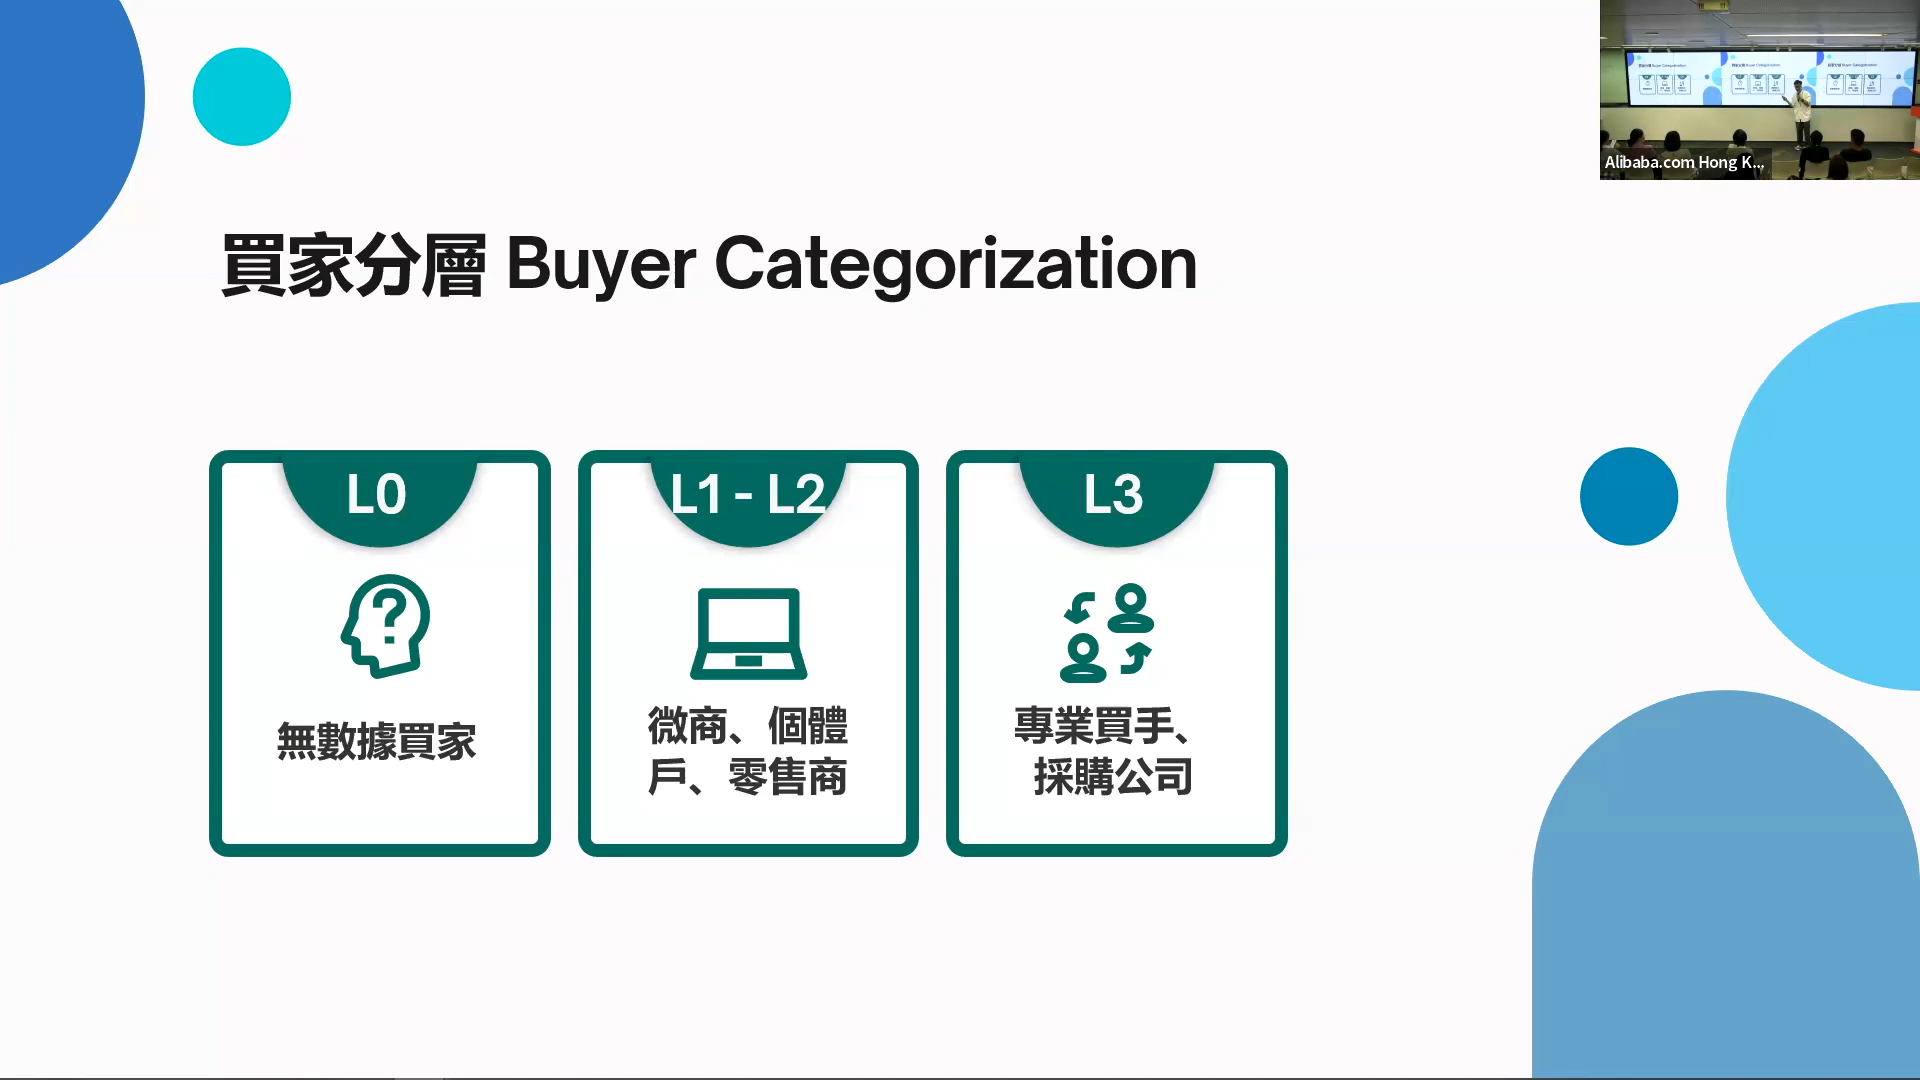 Alibaba.com Hong K...
買家分層 Buyer Categorization
L0
無數據買家
L1 - L2
微商、個體
戶、零售商
L3
專業買手、
採購公司